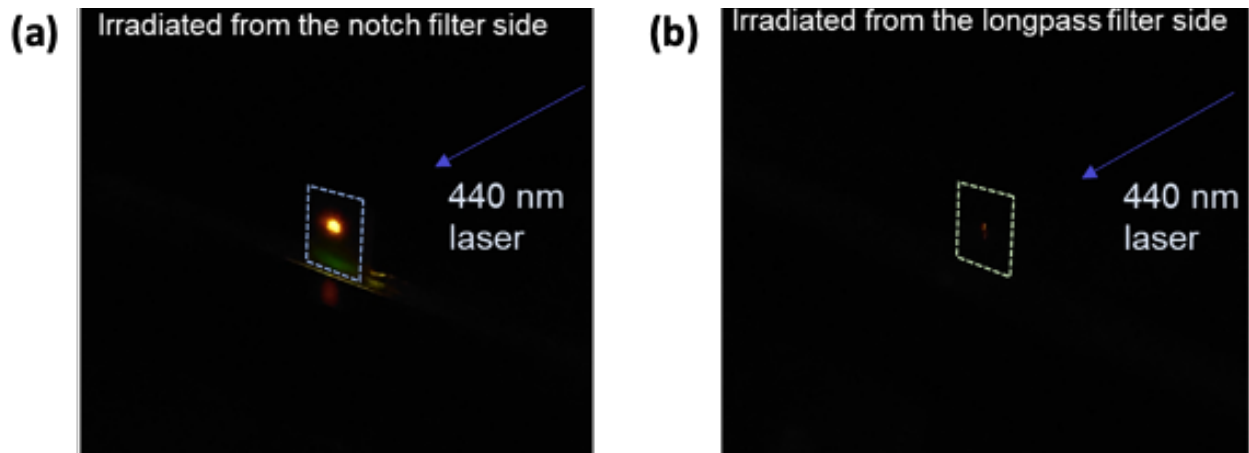 (a)
Irradiated from the notch filter side
440 nm
laser
(b)
Irradiated from the longpass filter side
440 nm
laser